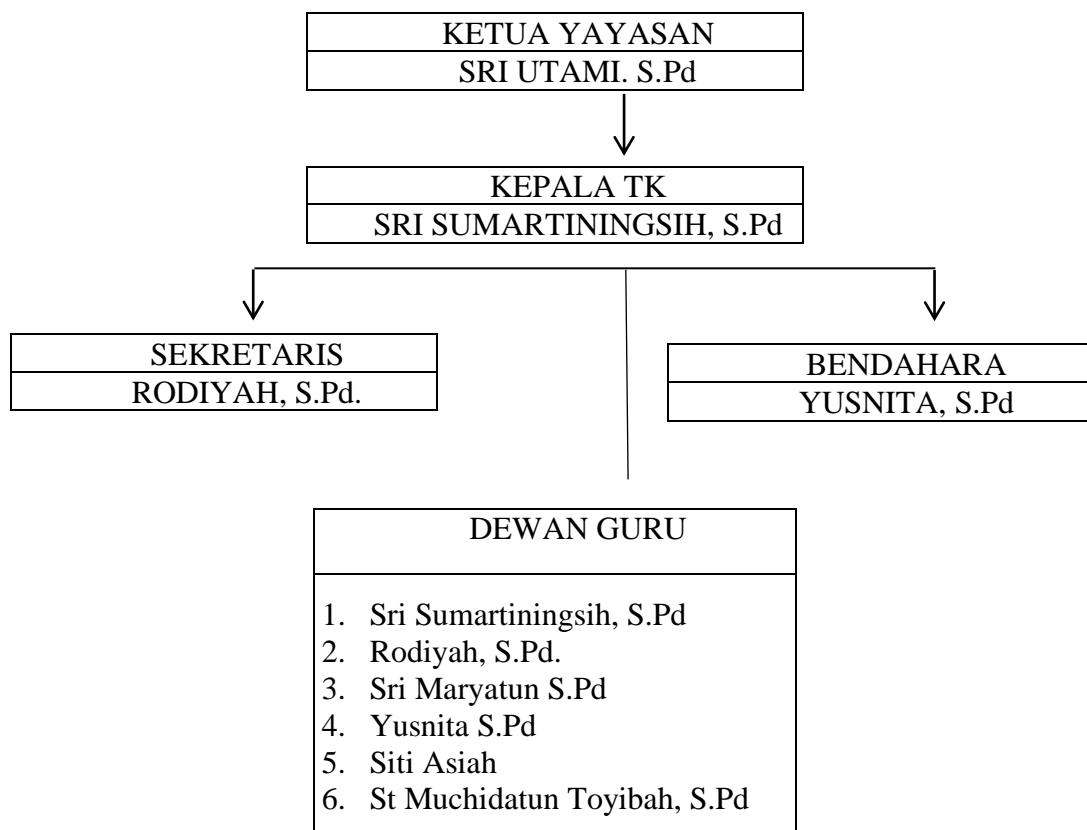 KETUA YAYASAN
SRI UTAMI. S.Pd
KEPALA TK
SRI SUMARTININGSIH, S.Pd
SEKRETARIS
RODIYAH, S.Pd.
BENDAHARA
YUSNITA, S.Pd
DEWAN GURU
1. Sri Sumartiningsih, S.Pd
2. Rodiyah, S.Pd.
3. Sri Maryatun S.Pd
4. Yusnita S.Pd
5. Siti Asiah
6. St Muchidatun Toyibah, S.Pd